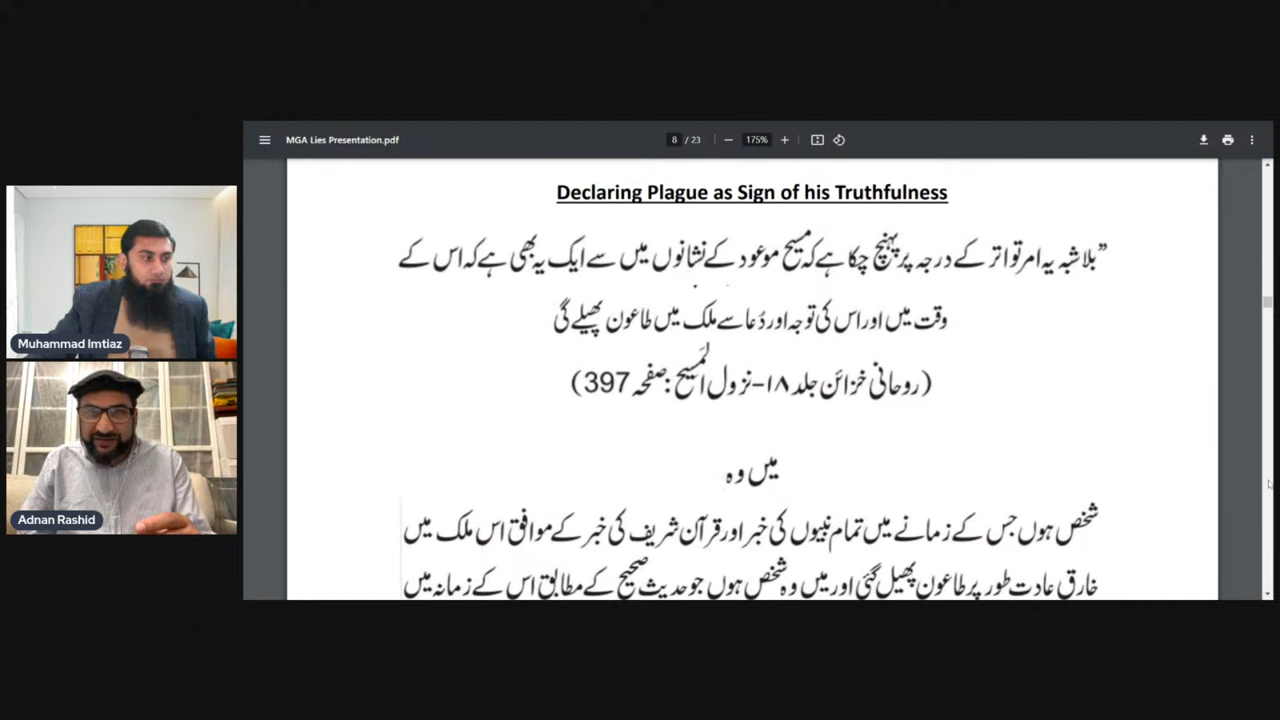 MGA Lies Presentation.pdf
8 / 23
175%
Declaring Plague as Sign of his Truthfulness
”بلاشبہ یہ امر تواتر کے درجہ پر پہنچ چکا ہے کہ مسیح موعود کے نشانوں میں سے ایک یہ بھی ہے کہ اس کے
وقت میں اور اس کی توجہ اور دُعا سے ملک میں طاعون پھیلے گی
(روحانی خزائن جلد ۱۸- نزول المسیح: صفحہ 397)
میں وہ
شخص ہوں جس کے زمانے میں تمام نبیوں کی خبر اور قرآن شریف کی خبر کے موافق اس ملک میں
خارق عادت طور پر طاعون پھیل گئی اور میں وہ شخص ہوں جو حدیث صحیح کے مطابق اس کے زمانہ میں
Muhammad Imtiaz
Adnan Rashid